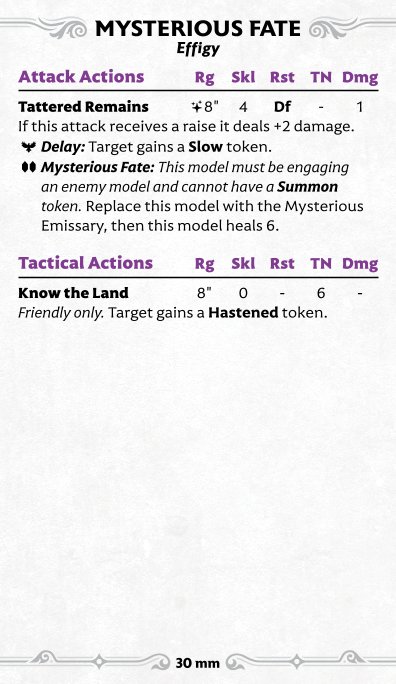 MYSTERIOUS FATE
Effigy
Attack Actions Rg Skl Rst TN Dmg
Tattered Remains 8" 4 Df - 1
If this attack receives a raise it deals +2 damage.
Delay: Target gains a Slow token.
Mysterious Fate: This model must be engaging
an enemy model and cannot have a Summon
token. Replace this model with the Mysterious
Emissary, then this model heals 6.
Tactical Actions Rg Skl Rst TN Dmg
Know the Land 8" 0 - 6 -
Friendly only. Target gains a Hastened token.
30 mm